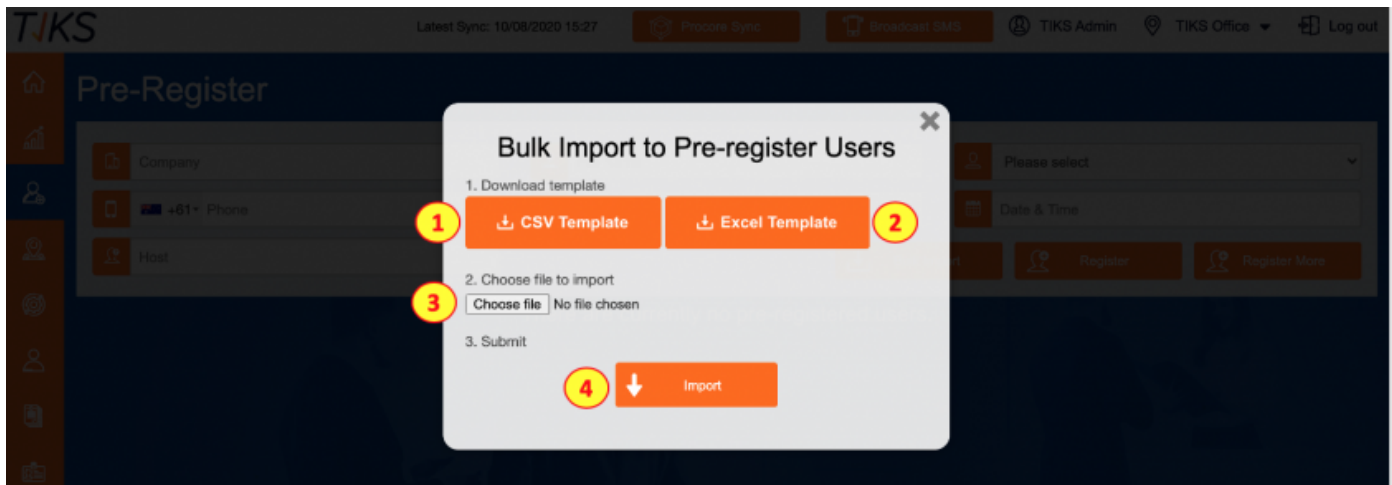 TIKS
Latest Sync: 10/08/2020 15:27
Procore Sync
Broadcast SMS
TIKS Admin
TIKS Office
Log out
Pre-Register
Company
Please select
+61 Phone
Date & Time
Host
Register
Register More
Bulk Import to Pre-register Users
1. Download template
1
CSV Template
Excel Template
2
2. Choose file to import
3
Choose file No file chosen
3. Submit
4
Import